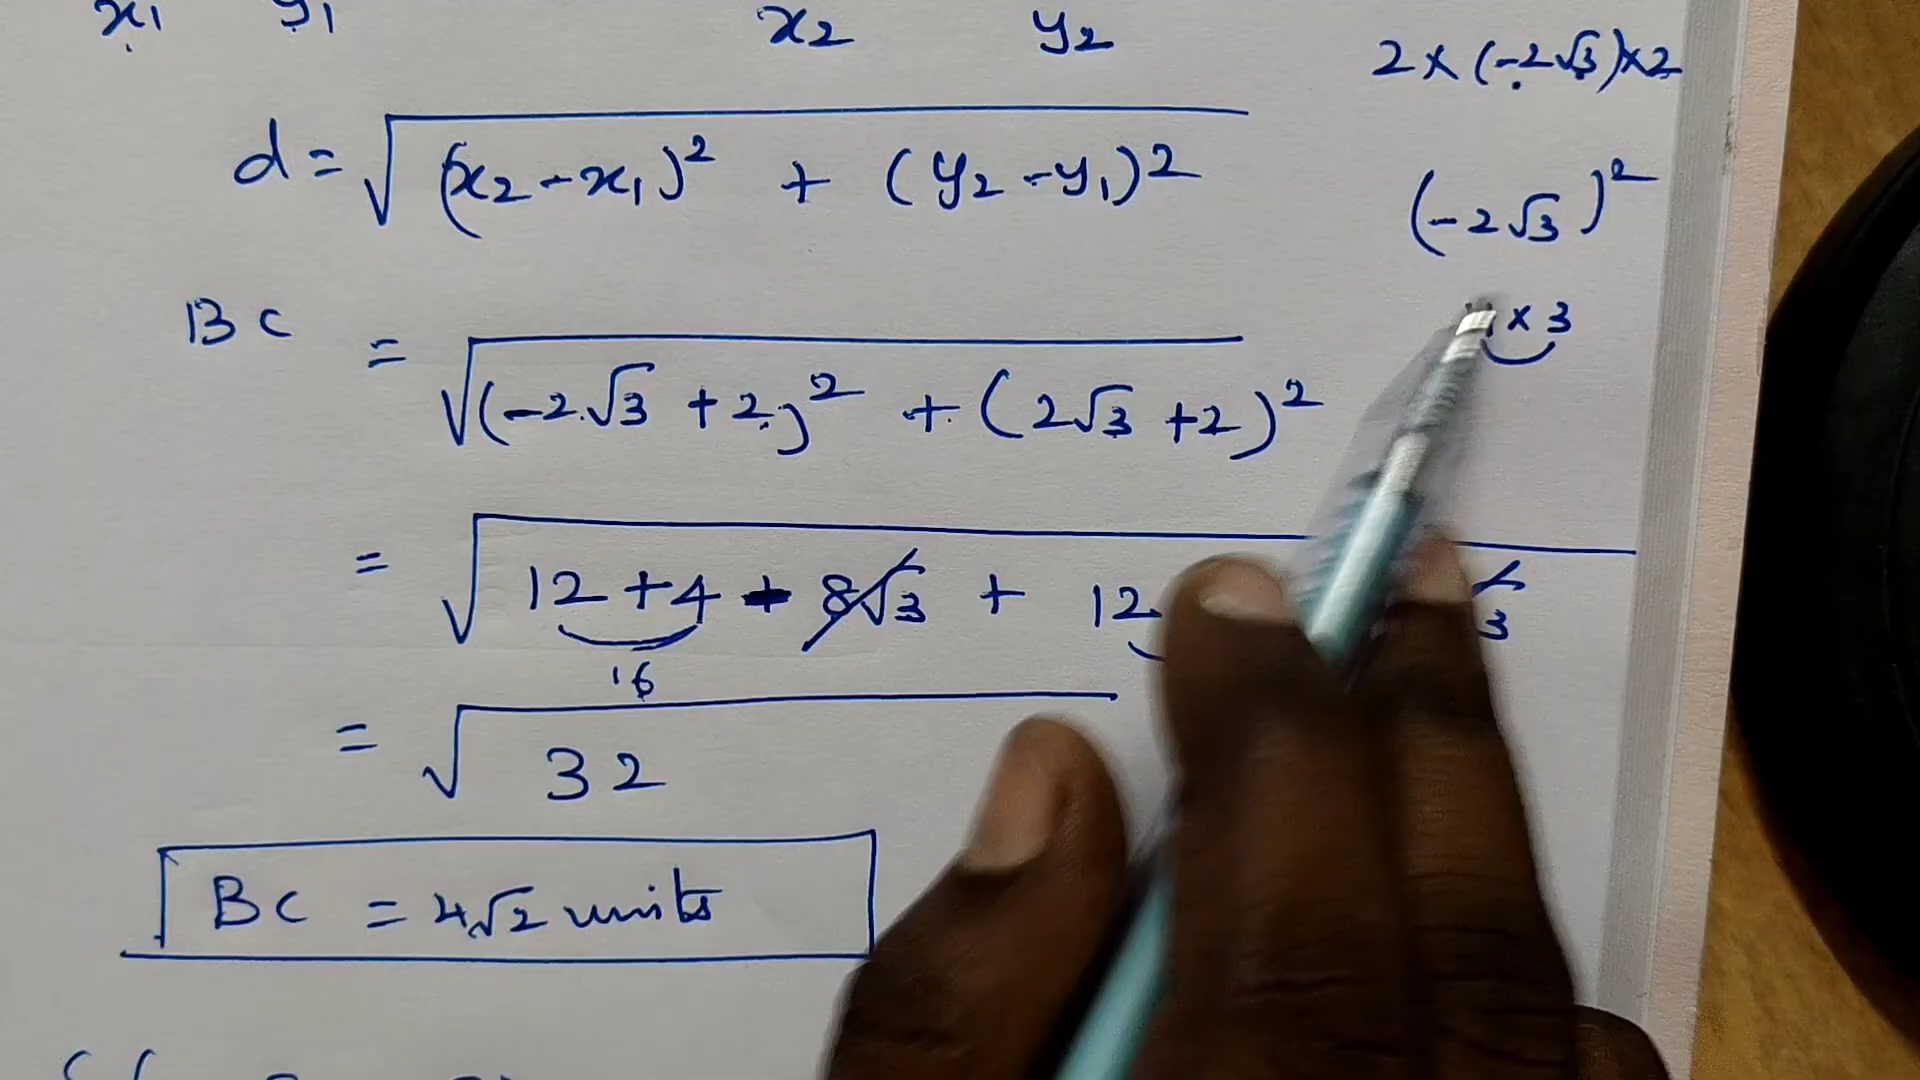 x₁ y₁ x₂ y₂
2 × (-2√3) × 2
d = √(x₂ - x₁)² + (y₂ - y₁)2
(-2√3)²
× 3
BC = √(-2√3 + 2)² + (2√3 + 2)²
= √12 + 4 + 8√3 + 12 3
16
= √32
BC = 4√2 units